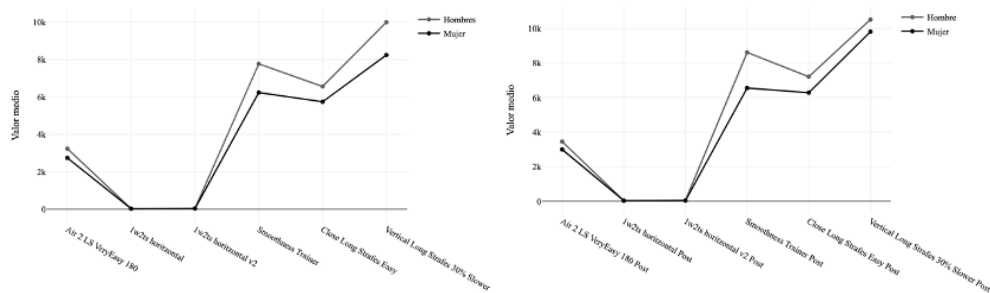 10k
8k
6k
4k
2k
0
Valor medio
Hombres
Mujer
Air 2 LS VeryEasy 180
1w2ts horizontal
1w2ts horizontal v2
Smoothness Trainer
Close Long Strafes Easy
Vertical Long Strafes 30% Slower
10k
8k
6k
4k
2k
0
Valor medio
Hombre
Mujer
Air 2 LS VeryEasy 180 Post
1w2ts horizontal Post
1w2ts horizontal v2 Post
Smoothness Trainer Post
Close Long Strafes Easy Post
Vertical Long Strafes 30% Slower Post